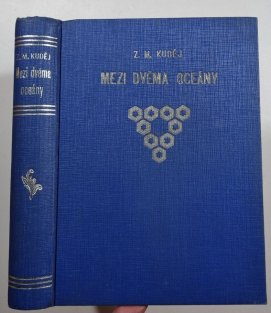 Z. M. KUDĚJ
Mezi dvěma
oceány
Z. M. KUDĚJ
MEZI DVĚMA OCEÁNY